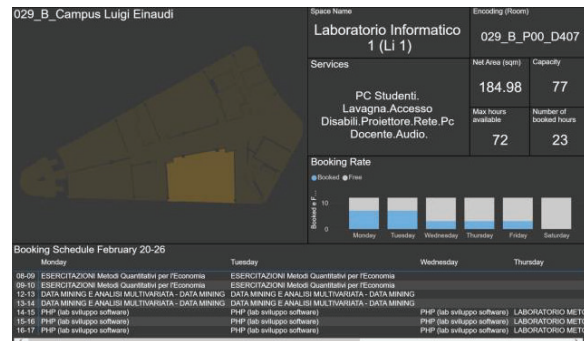 029_B_Campus Luigi Einaudi
Space Name
Laboratorio Informatico
1 (Li 1)
Encoding (Room)
029_B_P00_D407
Services
PC Studenti.
Lavagna.Accesso
Disabili.Proiettore.Rete.Pc
Docente.Audio.
Net Area (sqm)
184.98
Capacity
77
Max hours
available
72
Number of
booked hours
23
Booking Rate
Booked Free
Booked e F...
10
0
Monday Tuesday Wednesday Thursday Friday Saturday
Booking Schedule February 20-26
Monday Tuesday Wednesday Thursday
08-09 ESERCITAZIONI Metodi Quantitativi per l'Economia ESERCITAZIONI Metodi Quantitativi per l'Economia
09-10 ESERCITAZIONI Metodi Quantitativi per l'Economia ESERCITAZIONI Metodi Quantitativi per l'Economia
12-13 DATA MINING E ANALISI MULTIVARIATA - DATA MINING DATA MINING E ANALISI MULTIVARIATA - DATA MINING
13-14 DATA MINING E ANALISI MULTIVARIATA - DATA MINING DATA MINING E ANALISI MULTIVARIATA - DATA MINING
14-15 PHP (lab sviluppo software) PHP (lab sviluppo software) PHP (lab sviluppo software) LABORATORIO METO
15-16 PHP (lab sviluppo software) PHP (lab sviluppo software) PHP (lab sviluppo software) LABORATORIO METO
16-17 PHP (lab sviluppo software) PHP (lab sviluppo software) PHP (lab sviluppo software) LABORATORIO METO